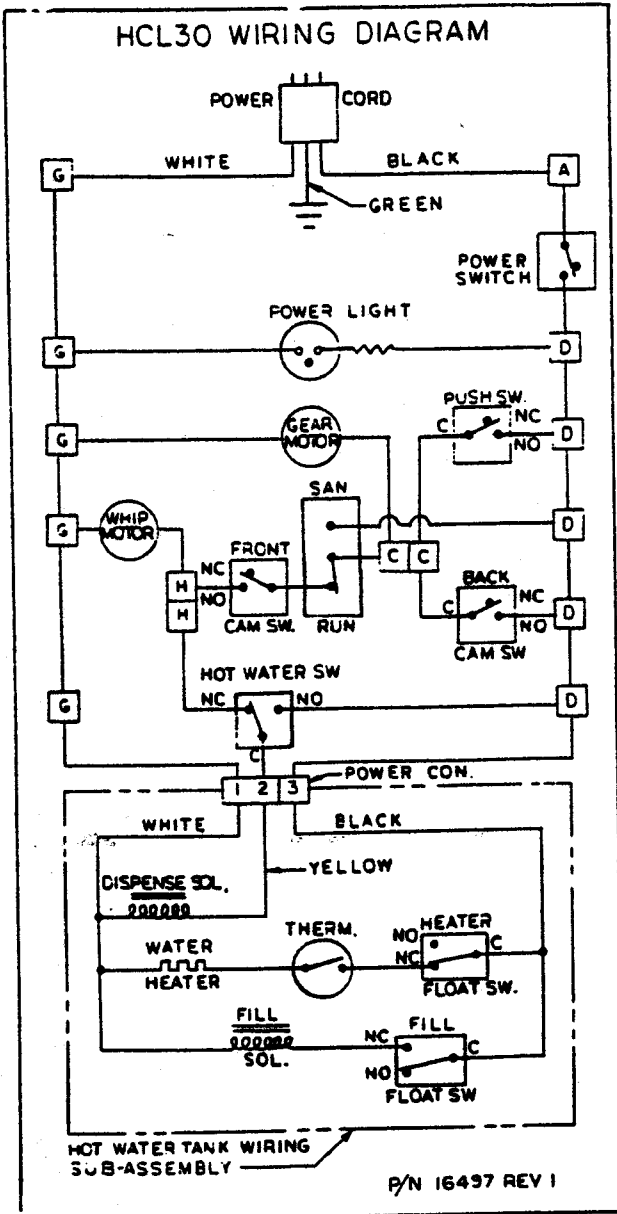 HCL30 WIRING DIAGRAM
POWER CORD
WHITE BLACK
G A
GREEN
POWER
SWITCH
POWER LIGHT
G D
PUSH SW.
GEAR
MOTOR
C NC
NO
G D
SAN
WHIP
MOTOR
G D
FRONT
C C
BACK
NC
H NO
H
CAM SW.
RUN
C NC
NO
D
CAM SW
HOT WATER SW
G NC NO D
C
POWER CON.
1 2 3
WHITE BLACK
YELLOW
DISPENSE SOL.
THERM.
HEATER
NO C
NC
WATER
HEATER
FLOAT SW.
FILL
SOL.
FILL
NC C
NO
FLOAT SW
HOT WATER TANK WIRING
SUB-ASSEMBLY
P/N 16497 REV 1